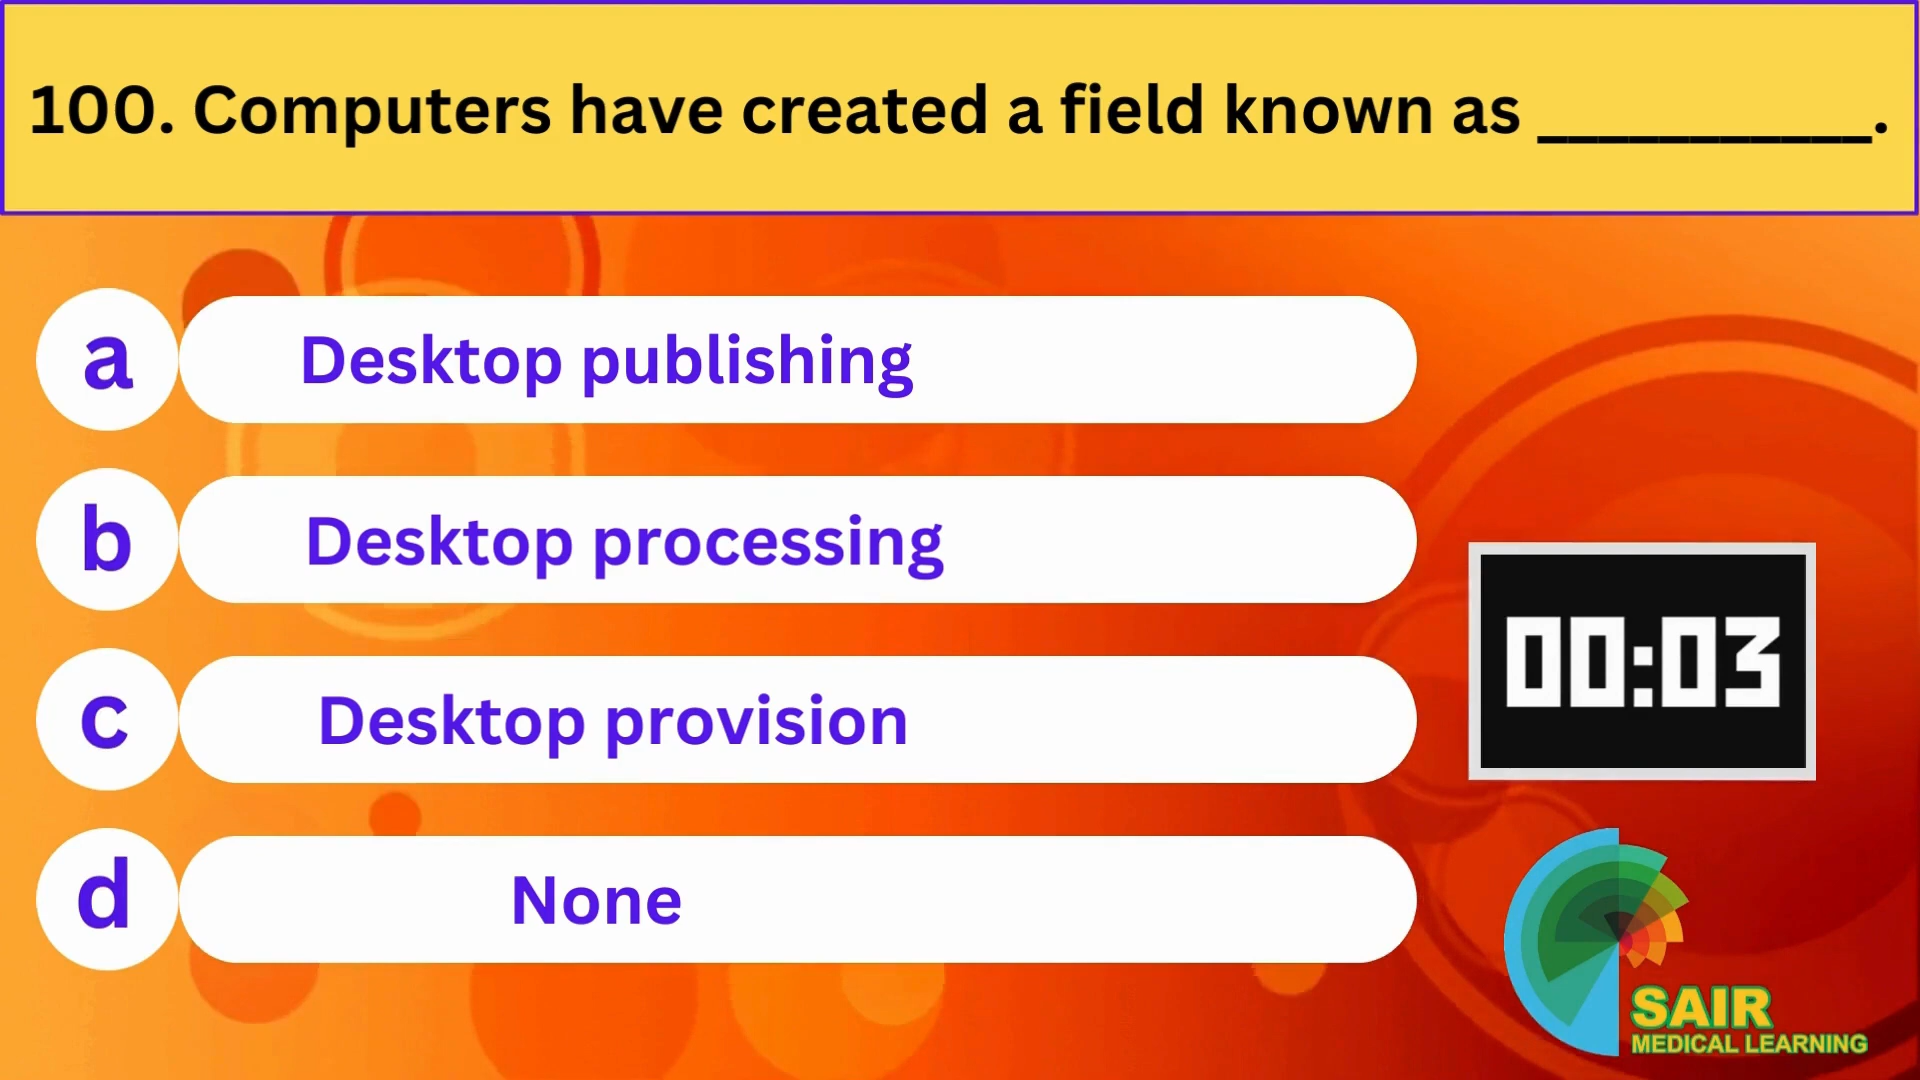 100. Computers have created a field known as ___________.
a Desktop publishing
b Desktop processing
c Desktop provision
d None
00:03
SAIR
MEDICAL LEARNING